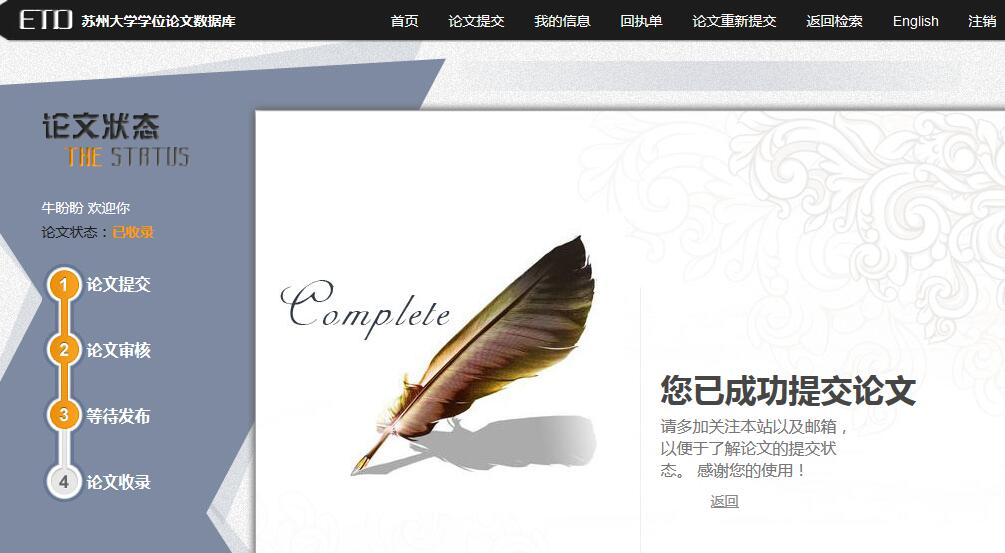 ETD 苏州大学学位论文数据库 首页 论文提交 我的信息 回执单 论文重新提交 返回检索 English 注销
论文状态
THE STATUS
牛盼盼 欢迎你
论文状态：已收录
1 论文提交
2 论文审核
3 等待发布
4 论文收录
Complete
您已成功提交论文
请多加关注本站以及邮箱，
以便于了解论文的提交状
态。 感谢您的使用！
返回